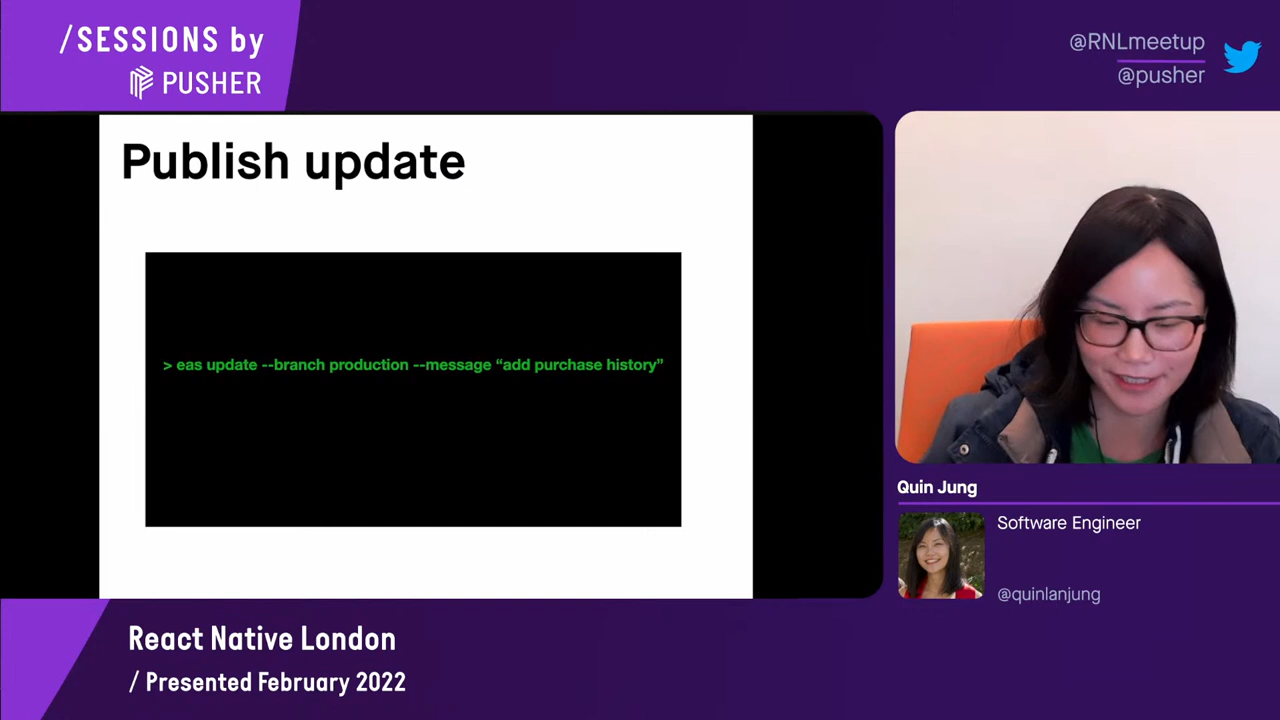 /SESSIONS by
PUSHER
@RNLmeetup
@pusher
Publish update
> eas update --branch production --message “add purchase history”
Quin Jung
Software Engineer
@quinlanjung
React Native London
/ Presented February 2022